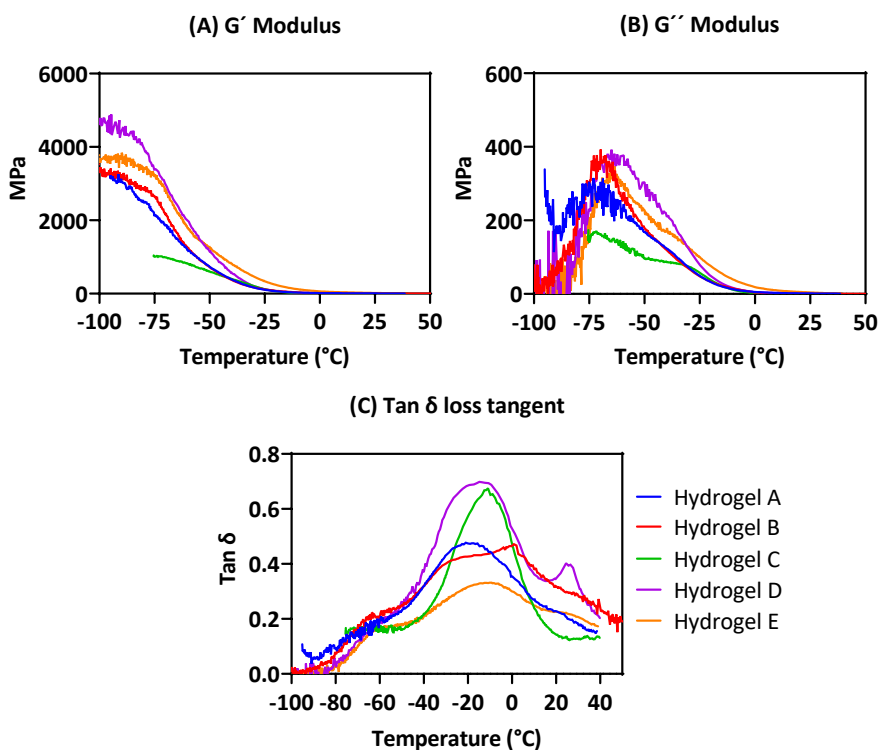 (A) G´ Modulus
6000
4000
2000
0
MPa
-100 -75 -50 -25 0 25 50
Temperature (°C)
(B) G´´ Modulus
600
400
200
0
MPa
-100 -75 -50 -25 0 25 50
Temperature (°C)
(C) Tan δ loss tangent
0.8
0.6
0.4
0.2
0.0
Tan δ
-100 -80 -60 -40 -20 0 20 40
Temperature (°C)
Hydrogel A
Hydrogel B
Hydrogel C
Hydrogel D
Hydrogel E